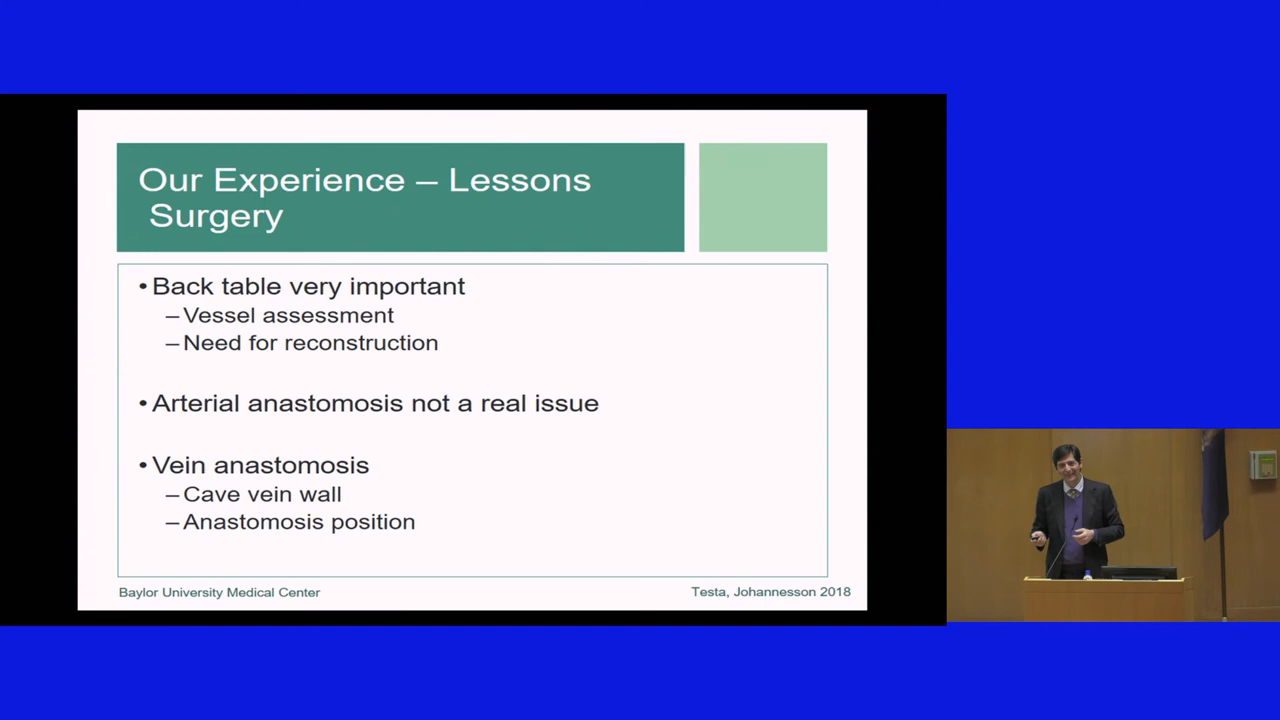 Our Experience – Lessons
Surgery
•Back table very important
–Vessel assessment
–Need for reconstruction
•Arterial anastomosis not a real issue
•Vein anastomosis
–Cave vein wall
–Anastomosis position
Baylor University Medical Center
Testa, Johannesson 2018